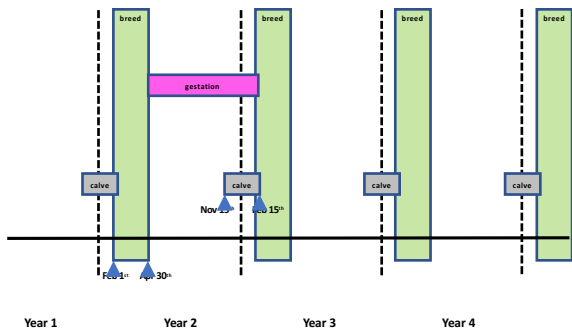 breed breed breed breed
gestation
calve calve calve calve
Nov 15th Feb 15th
Feb 1st Apr 30th
Year 1 Year 2 Year 3 Year 4